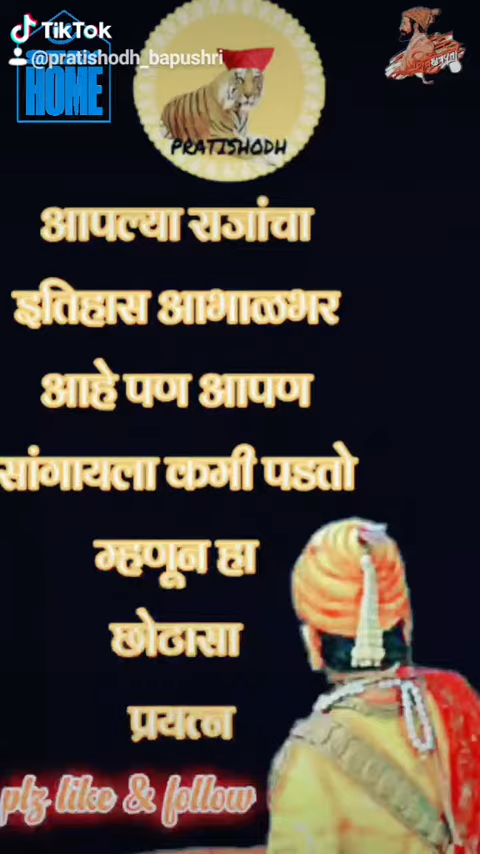 TikTok
@pratishodh_bapushri
HOME
PRATISHODH
आपल्या राजांचा
इतिहास आभाळभर
आहे पण आपण
सांगायला कमी पडतो
म्हणून हा
छोटासा
प्रयत्न
plz like & follow